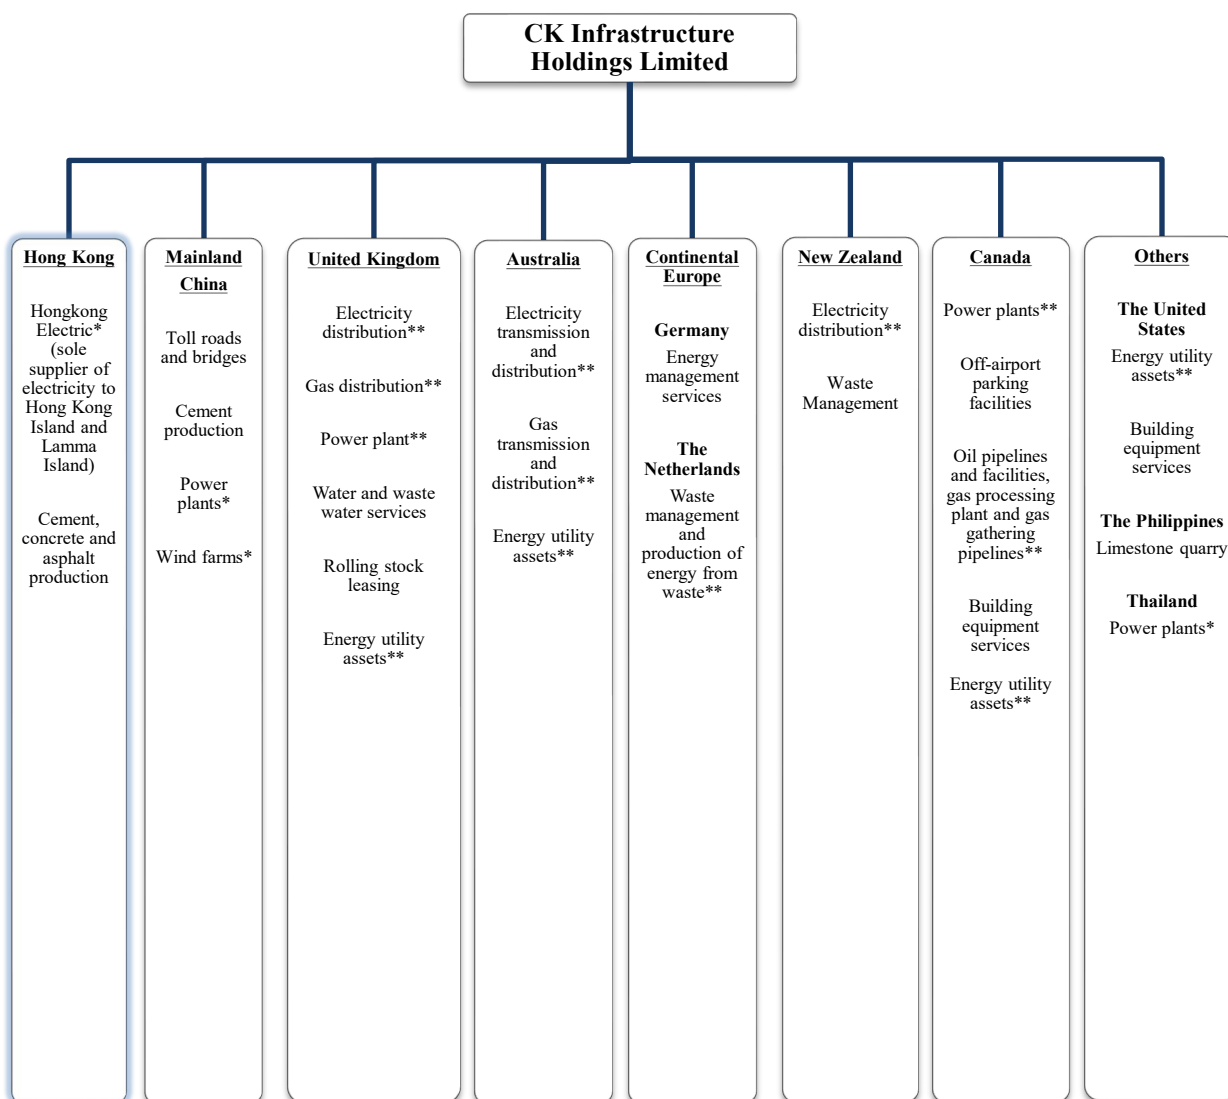 CK Infrastructure
Holdings Limited
Hong Kong
Hongkong
Electric*
(sole
supplier of
electricity to
Hong Kong
Island and
Lamma
Island)
Cement,
concrete and
asphalt
production
Mainland
China
Toll roads
and bridges
Cement
production
Power
plants*
Wind farms*
United Kingdom
Electricity
distribution**
Gas distribution**
Power plant**
Water and waste
water services
Rolling stock
leasing
Energy utility
assets**
Australia
Electricity
transmission
and
distribution**
Gas
transmission
and
distribution**
Energy utility
assets**
Continental
Europe
Germany
Energy
management
services
The
Netherlands
Waste
management
and
production of
energy from
waste**
New Zealand
Electricity
distribution**
Waste
Management
Canada
Power plants**
Off-airport
parking
facilities
Oil pipelines
and facilities,
gas processing
plant and gas
gathering
pipelines**
Building
equipment
services
Energy utility
assets**
Others
The United
States
Energy utility
assets**
Building
equipment
services
The Philippines
Limestone quarry
Thailand
Power plants*